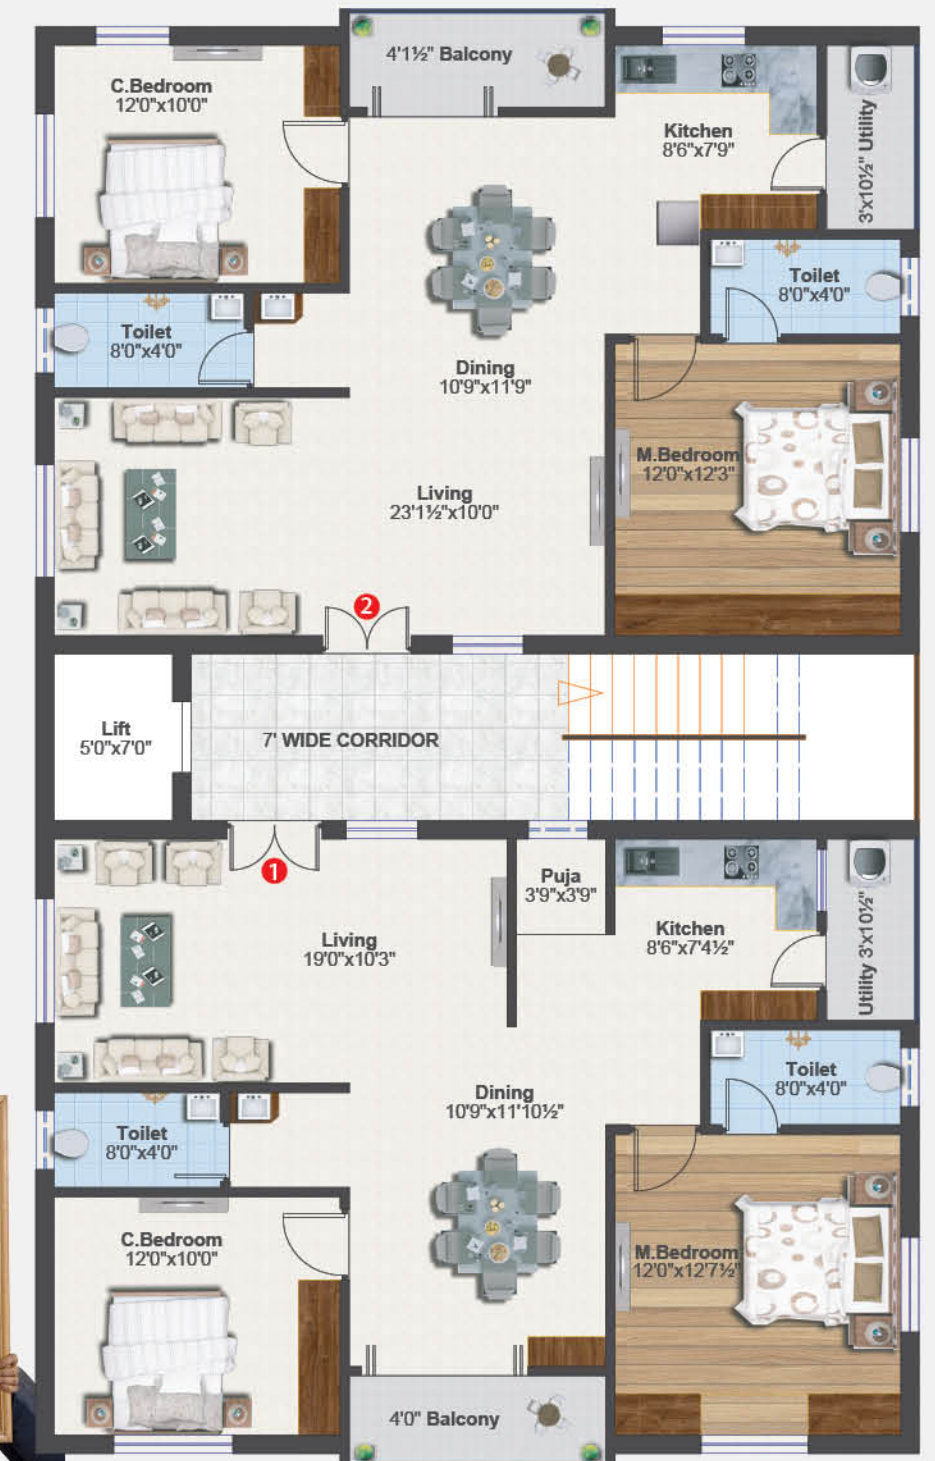 4'1½" Balcony
C.Bedroom
12'0"x10'0"
Kitchen
8'6"x7'9"
3'x10½" Utility
Toilet
8'0"x4'0"
Toilet
8'0"x4'0"
Dining
10'9"x11'9"
M.Bedroom
12'0"x12'3"
Living
23'1½"x10'0"
2
Lift
5'0"x7'0"
7' WIDE CORRIDOR
1
Puja
3'9"x3'9"
Living
19'0"x10'3"
Kitchen
8'6"x7'4½"
Utility 3'x10½"
Toilet
8'0"x4'0"
Dining
10'9"x11'10½"
Toilet
8'0"x4'0"
C.Bedroom
12'0"x10'0"
M.Bedroom
12'0"x12'7½"
4'0" Balcony